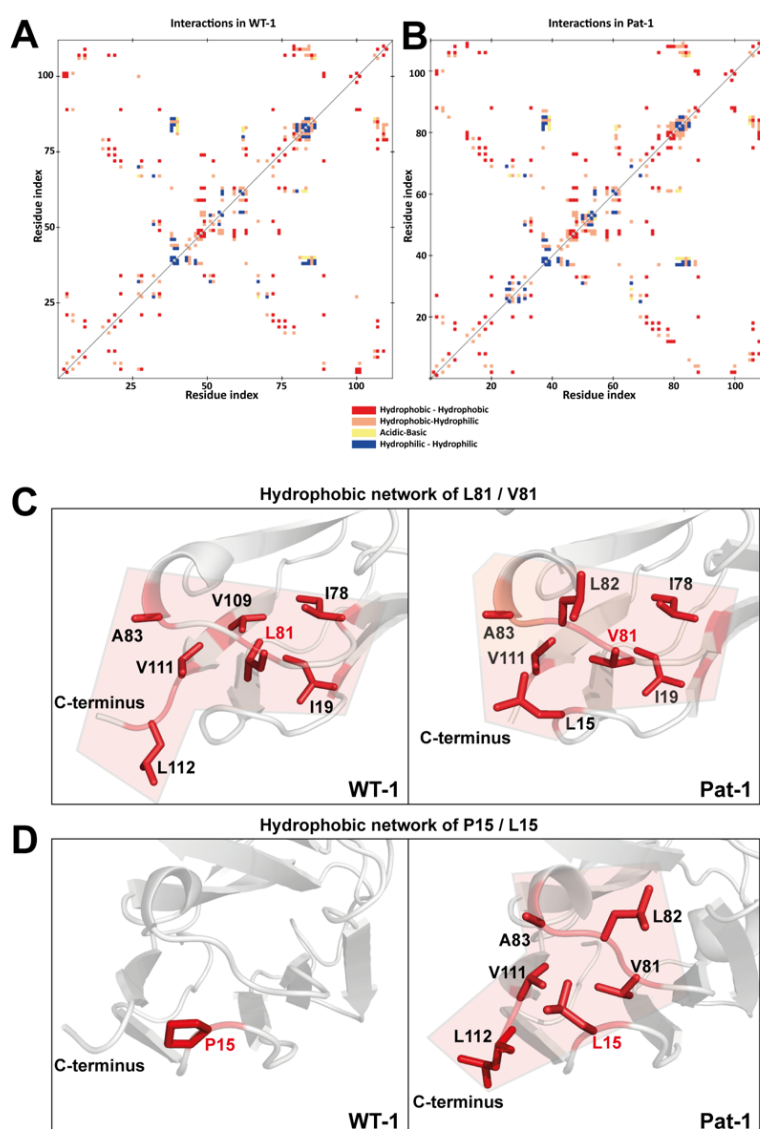 A
Interactions in WT-1
B
Interactions in Pat-1
100
75
50
25
Residue index
25
50
75
100
Residue index
100
80
60
40
20
Residue index
20
40
60
80
100
Residue index
Hydrophobic - Hydrophobic
Hydrophobic-Hydrophilic
Acidic-Basic
Hydrophilic - Hydrophilic
C
Hydrophobic network of L81 / V81
V109
I78
A83
L81
V111
I19
C-terminus
L112
WT-1
L82
I78
A83
V81
V111
I19
L15
C-terminus
Pat-1
D
Hydrophobic network of P15 / L15
P15
C-terminus
WT-1
L82
A83
V111
V81
L112
L15
C-terminus
Pat-1